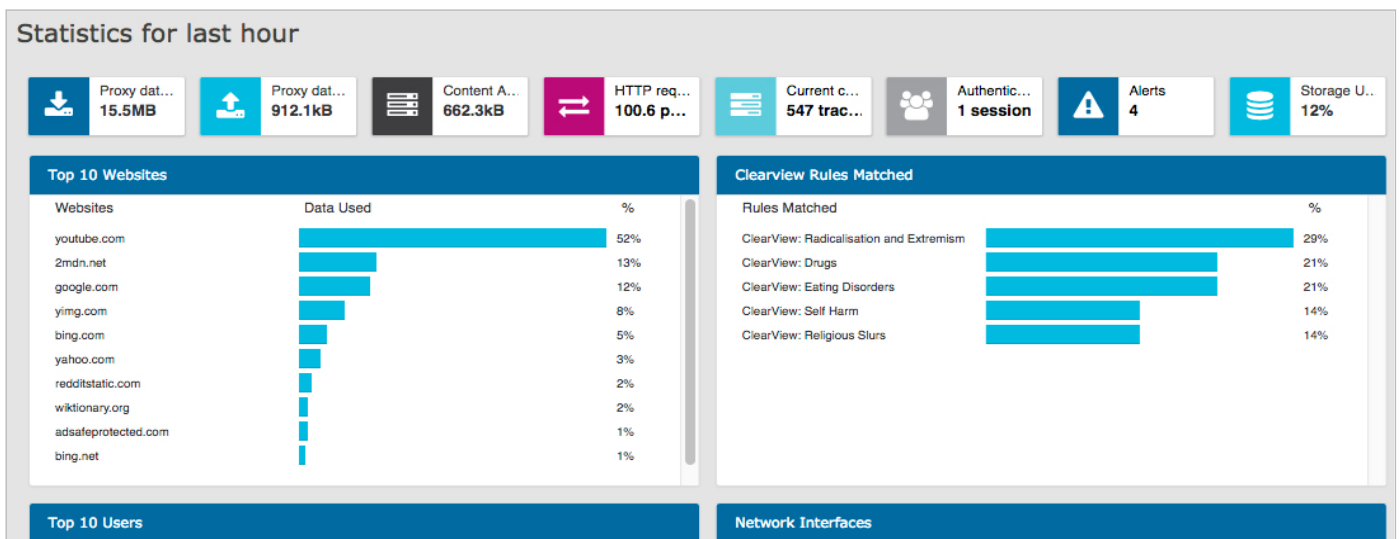 Statistics for last hour
Proxy dat... 15.5MB
Proxy dat... 912.1kB
Content A... 662.3kB
HTTP req... 100.6 p...
Current c... 547 trac...
Authentic... 1 session
Alerts 4
Storage U... 12%
Top 10 Websites
Websites Data Used %
youtube.com 52%
2mdn.net 13%
google.com 12%
yimg.com 8%
bing.com 5%
yahoo.com 3%
redditstatic.com 2%
wiktionary.org 2%
adsafeprotected.com 1%
bing.net 1%
Clearview Rules Matched
Rules Matched %
ClearView: Radicalisation and Extremism 29%
ClearView: Drugs 21%
ClearView: Eating Disorders 21%
ClearView: Self Harm 14%
ClearView: Religious Slurs 14%
Top 10 Users
Network Interfaces